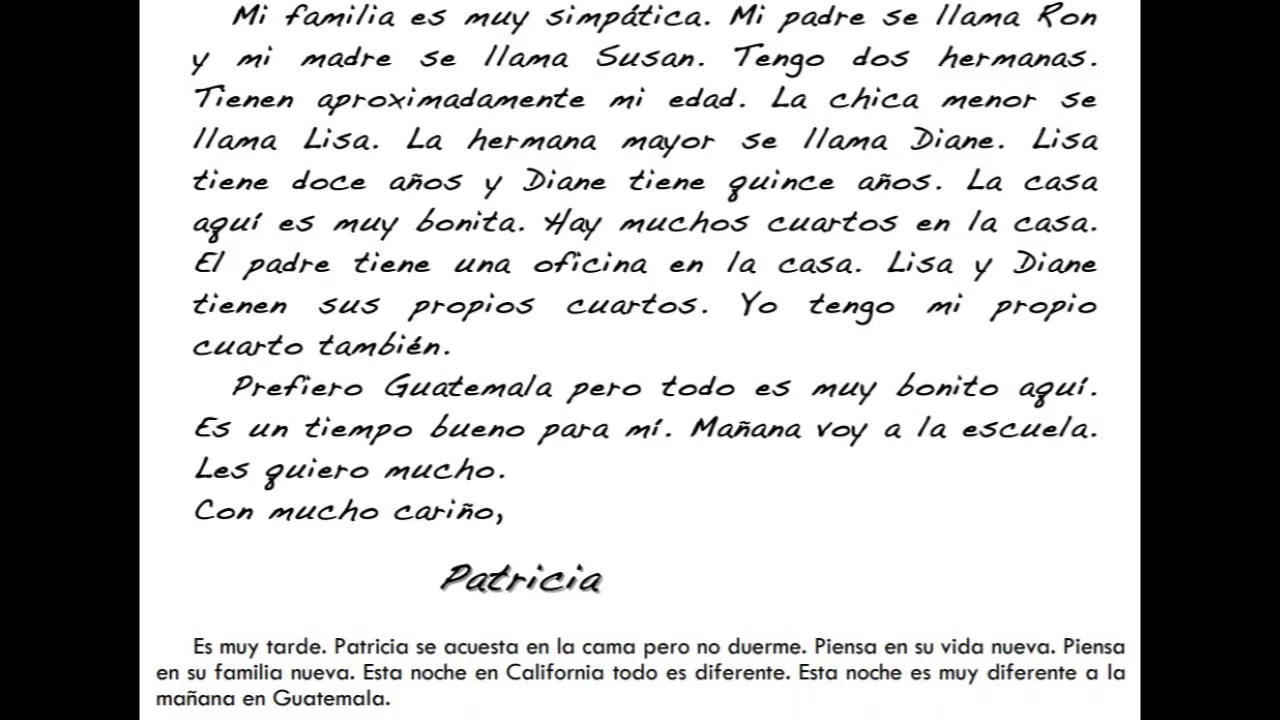 Mi familia es muy simpática. Mi padre se llama Ron
y mi madre se llama Susan. Tengo dos hermanas.
Tienen aproximadamente mi edad. La chica menor se
llama Lisa. La hermana mayor se llama Diane. Lisa
tiene doce años y Diane tiene quince años. La casa
aquí es muy bonita. Hay muchos cuartos en la casa.
El padre tiene una oficina en la casa. Lisa y Diane
tienen sus propios cuartos. Yo tengo mi propio
cuarto también.
Prefiero Guatemala pero todo es muy bonito aquí.
Es un tiempo bueno para mí. Mañana voy a la escuela.
Les quiero mucho.
Con mucho cariño,
Patricia
Es muy tarde. Patricia se acuesta en la cama pero no duerme. Piensa en su vida nueva. Piensa
en su familia nueva. Esta noche en California todo es diferente. Esta noche es muy diferente a la
mañana en Guatemala.